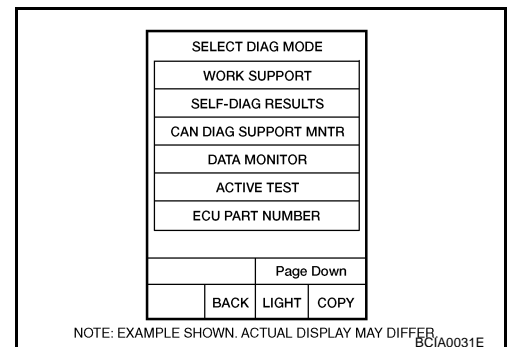 SELECT DIAG MODE
WORK SUPPORT
SELF-DIAG RESULTS
CAN DIAG SUPPORT MNTR
DATA MONITOR
ACTIVE TEST
ECU PART NUMBER
Page Down
BACK LIGHT COPY
NOTE: EXAMPLE SHOWN. ACTUAL DISPLAY MAY DIFFER.
BCIA0031E